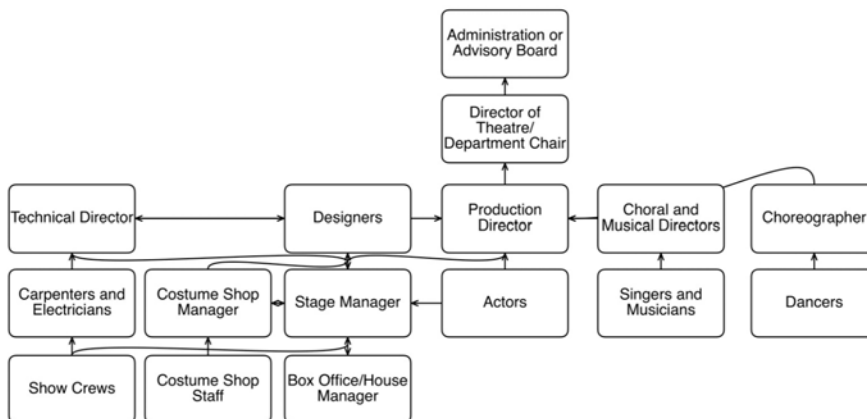 Administration or
Advisory Board
Director of
Theatre/
Department Chair
Technical Director
Designers
Production
Director
Choral and
Musical Directors
Choreographer
Carpenters and
Electricians
Costume Shop
Manager
Stage Manager
Actors
Singers and
Musicians
Dancers
Show Crews
Costume Shop
Staff
Box Office/House
Manager